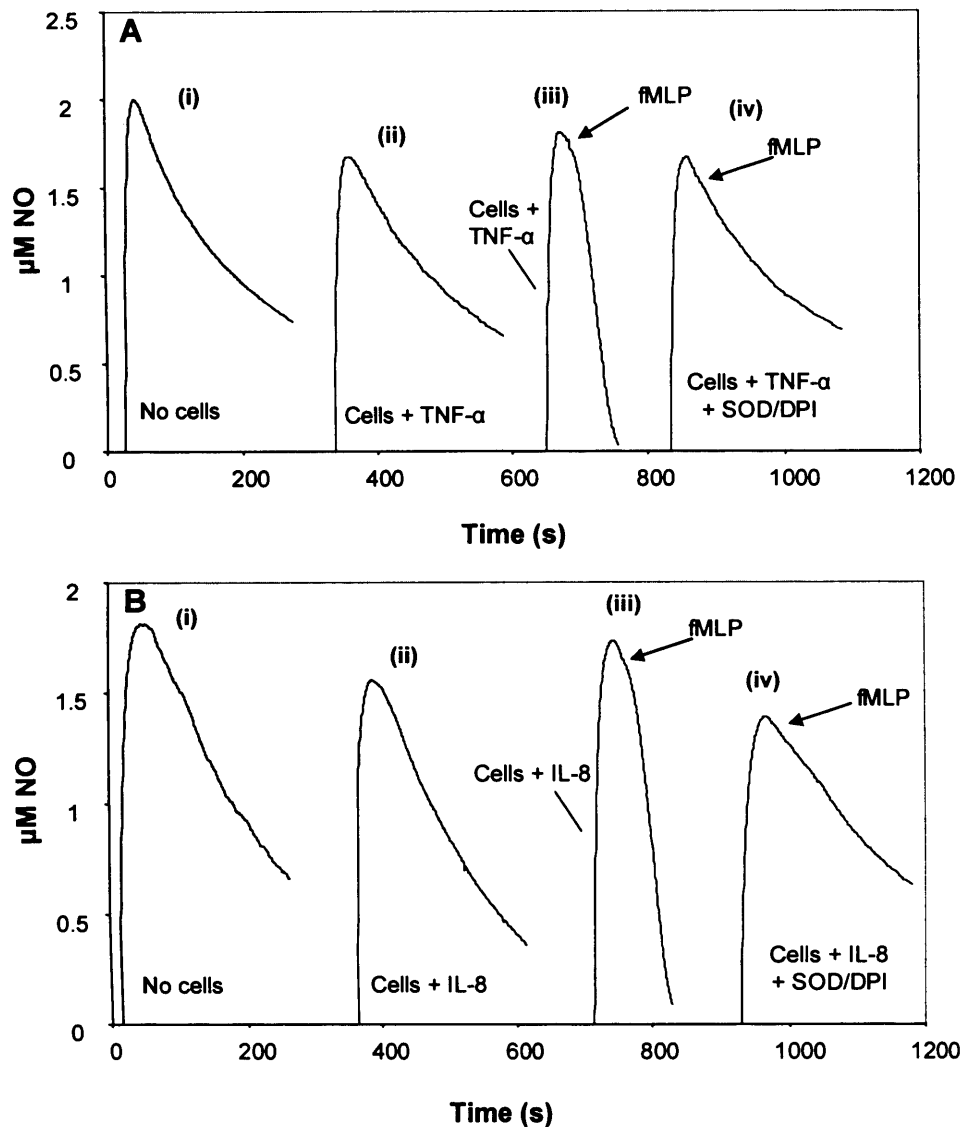 A
2.5
2
1.5
1
0.5
0
µM NO
(i)
(ii)
(iii)
fMLP
(iv)
fMLP
Cells +
TNF-α
No cells
Cells + TNF-α
Cells + TNF-α
+ SOD/DPI
0 200 400 600 800 1000 1200
Time (s)
B
2
1.5
1
0.5
0
µM NO
(i)
(ii)
(iii)
fMLP
(iv)
fMLP
Cells + IL-8
No cells
Cells + IL-8
Cells + IL-8
+ SOD/DPI
0 200 400 600 800 1000 1200
Time (s)